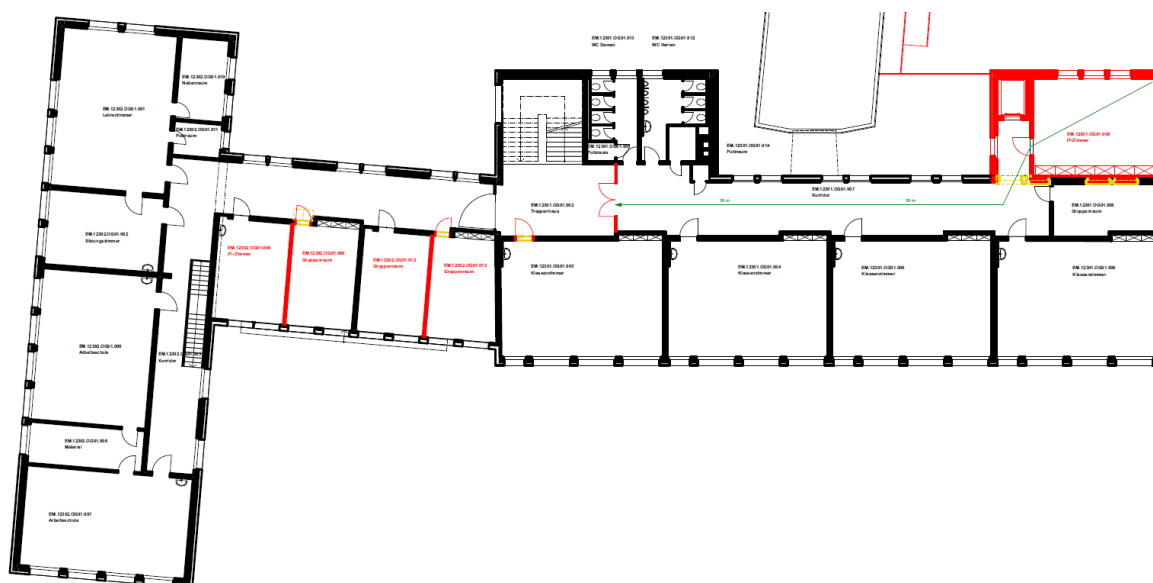 EM.12301.OG01.013
WC Damen
EM.12301.OG01.012
WC Herren
EM.12302.OG01.010
Nebenraum
EM.12302.OG01.001
Lehrerzimmer
EM.12302.OG01.011
Putzraum
EM.12301.OG01.009
IF-Zimmer
Putzraum
EM.12301.OG01.014
Putzraum
EM.12301.OG01.007
Korridor
EM.12301.OG01.002
Treppenhaus
35 m
35 m
EM.12301.OG01.008
Gruppenraum
EM.12302.OG01.002
Sitzungszimmer
EM.12302.OG01.008
IF-Zimmer
EM.12302.OG01.009
Gruppenraum
EM.12302.OG01.012
Gruppenraum
EM.12302.OG01.013
Gruppenraum
EM.12301.OG01.003
Klassenzimmer
EM.12301.OG01.004
Klassenzimmer
EM.12301.OG01.005
Klassenzimmer
EM.12301.OG01.006
Klassenzimmer
EM.12302.OG01.005
Arbeitsschule
Korridor
EM.12302.OG01.006
Material
EM.12302.OG01.007
Arbeitsschule